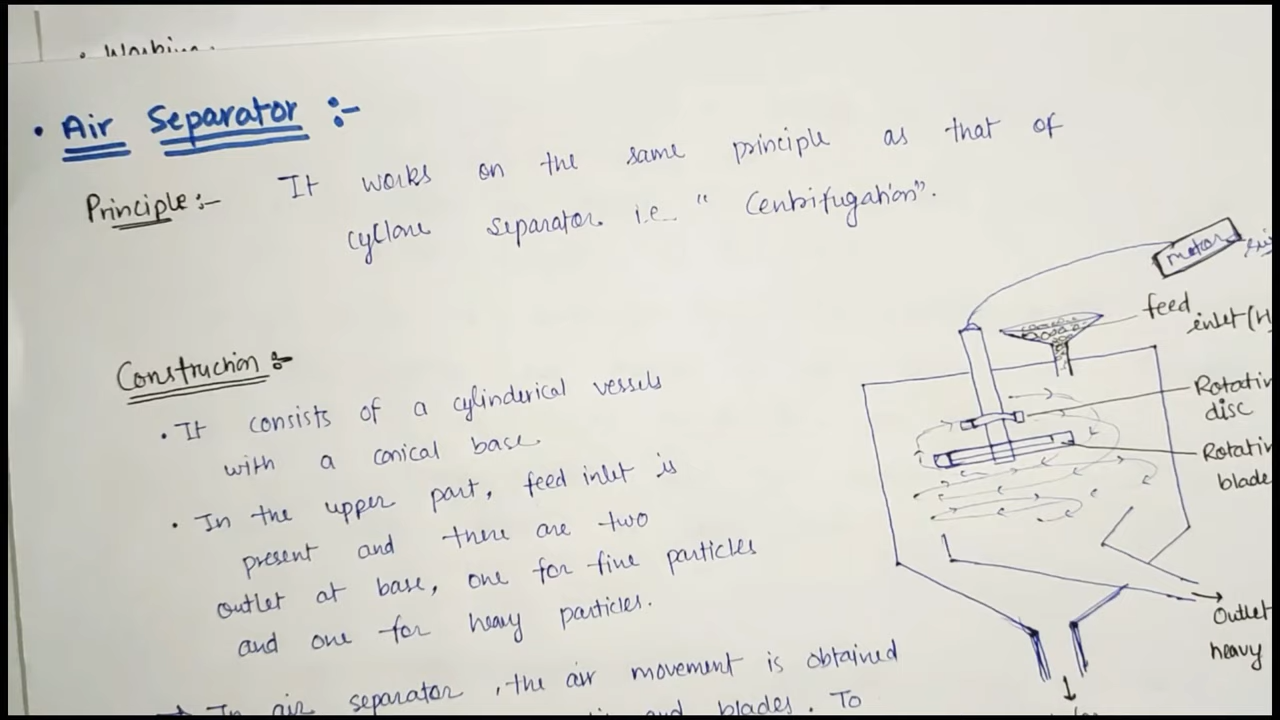 • Working.
• Air Separator :-
Principle:- It works on the same principle as that of
cyclone separator i.e. "Centrifugation".
Construction :-
• It consists of a cylinderical vessels
with a conical base.
• In the upper part, feed inlet is
present and there are two
outlet at base, one for fine particles
and one for heavy particles.
→ In air separator, the air movement is obtained
and blades. To
motor
feed
inlet (H
Rotatin
disc
Rotatin
blade
Outlet
heavy